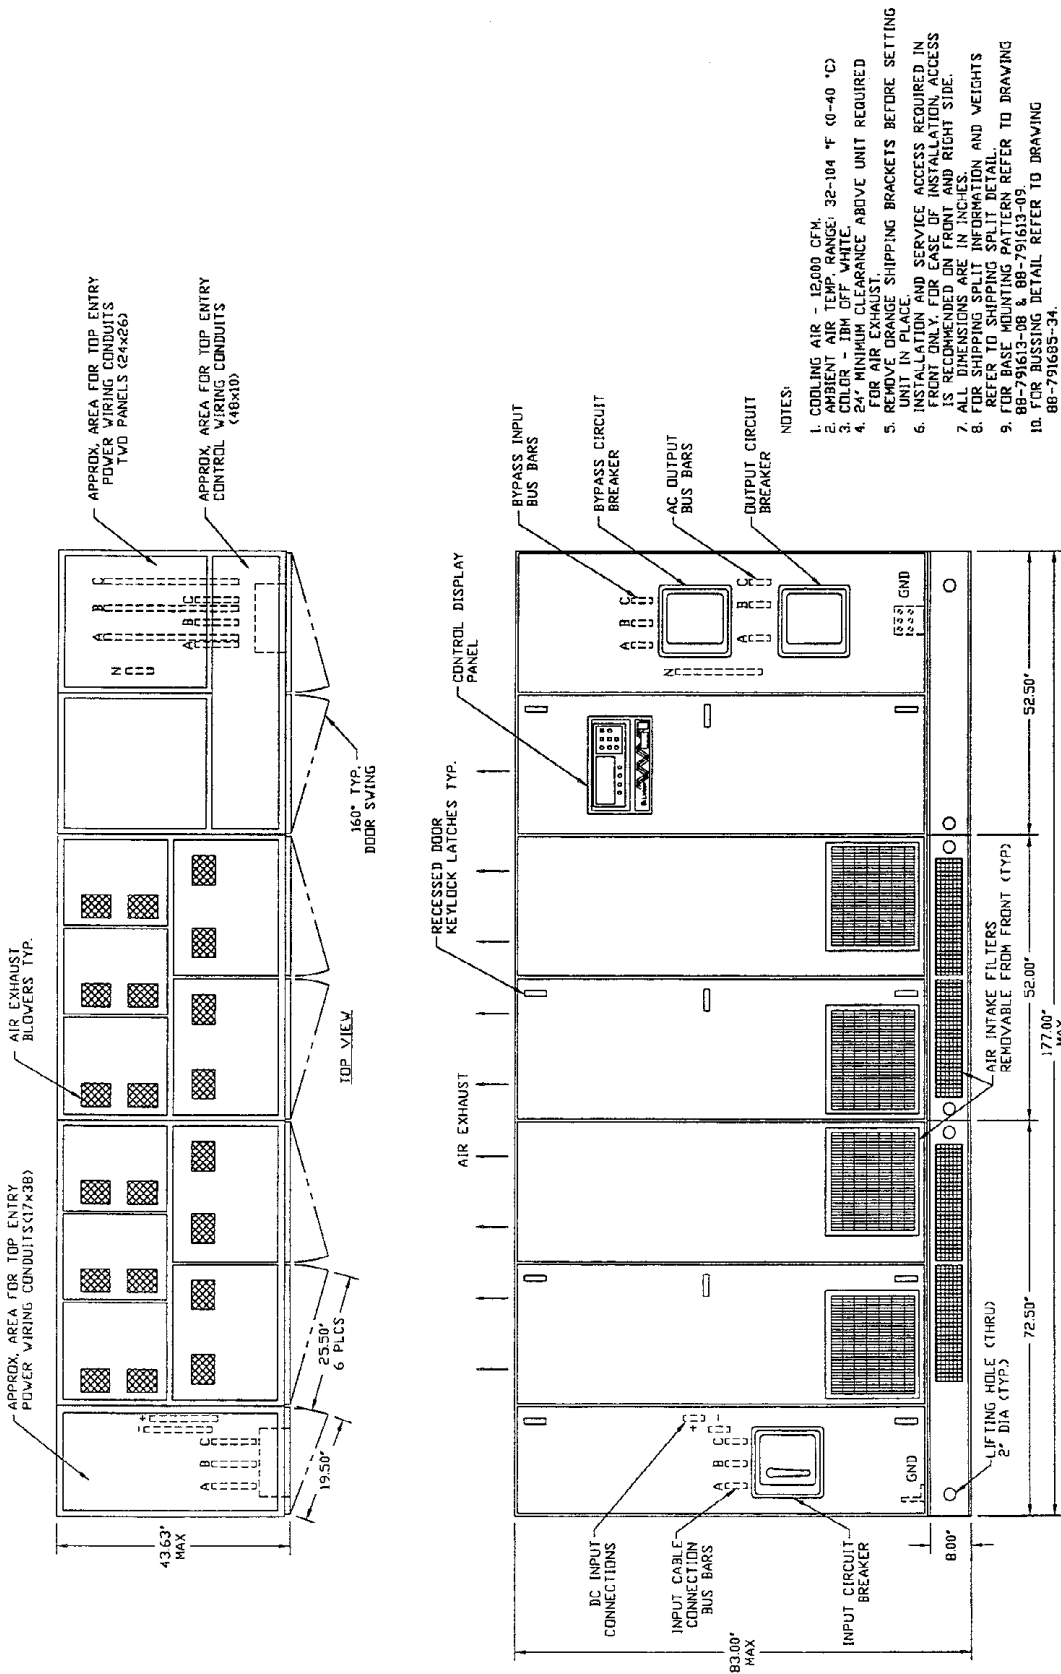 APPROX. AREA FOR TOP ENTRY
POWER WIRING CONDUITS(17x38)
AIR EXHAUST
BLOWERS TYP.
APPROX. AREA FOR TOP ENTRY
POWER WIRING CONDUITS
TWO PANELS (24x26)
APPROX. AREA FOR TOP ENTRY
CONTROL WIRING CONDUITS
(48x10)
43.63"
MAX
A
B
C
-
+
N
A
B
C
A
B
C
19.50"
25.50"
6 PLCS
TOP VIEW
160° TYP.
DOOR SWING
DC INPUT
CONNECTIONS
INPUT CABLE
CONNECTION
BUS BARS
INPUT CIRCUIT
BREAKER
AIR EXHAUST
RECESSED DOOR
KEYLOCK LATCHES TYP.
CONTROL DISPLAY
PANEL
BYPASS INPUT
BUS BARS
BYPASS CIRCUIT
BREAKER
AC OUTPUT
BUS BARS
OUTPUT CIRCUIT
BREAKER
A
B
C
+
-
GND
N
A
B
C
A
B
C
GND
83.00"
MAX
8.00"
LIFTING HOLE (THRU)
2" DIA (TYP.)
AIR INTAKE FILTERS
REMOVABLE FROM FRONT (TYP)
72.50"
52.00"
52.50"
177.00"
MAX
NOTES:
1. COOLING AIR - 12,000 CFM.
2. AMBIENT AIR TEMP. RANGE: 32-104 °F (0-40 °C)
3. COLOR - IBM OFF WHITE.
4. 24" MINIMUM CLEARANCE ABOVE UNIT REQUIRED
FOR AIR EXHAUST.
5. REMOVE ORANGE SHIPPING BRACKETS BEFORE SETTING
UNIT IN PLACE.
6. INSTALLATION AND SERVICE ACCESS REQUIRED IN
FRONT ONLY. FOR EASE OF INSTALLATION, ACCESS
IS RECOMMENDED ON FRONT AND RIGHT SIDE.
7. ALL DIMENSIONS ARE IN INCHES.
8. FOR SHIPPING SPLIT INFORMATION AND WEIGHTS
REFER TO SHIPPING SPLIT DETAIL.
9. FOR BASE MOUNTING PATTERN REFER TO DRAWING
88-791613-08 & 88-791613-09.
10. FOR BUSSING DETAIL REFER TO DRAWING
88-791685-34.